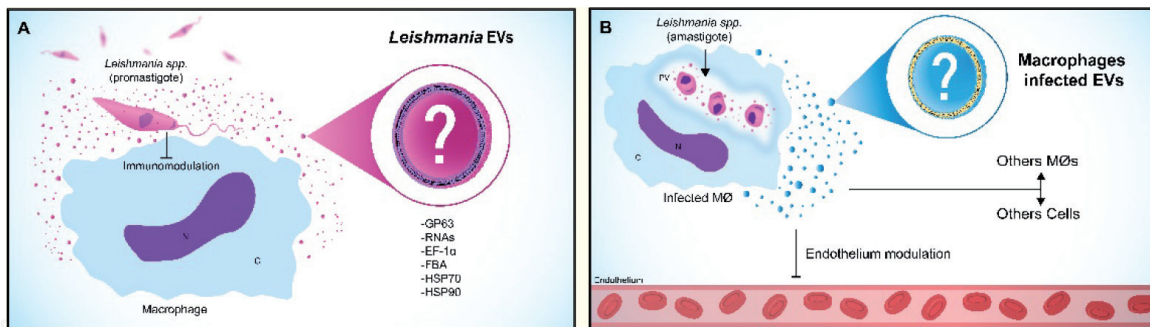 A
Leishmania spp.
(promastigote)
Leishmania EVs
?
Immunomodulation
N
C
Macrophage
-GP63
-RNAs
-EF-1α
-FBA
-HSP70
-HSP90
B
Leishmania spp.
(amastigote)
PV
N
C
Infected MØ
?
Macrophages
infected EVs
Others MØs
Others Cells
Endothelium modulation
Endothelium